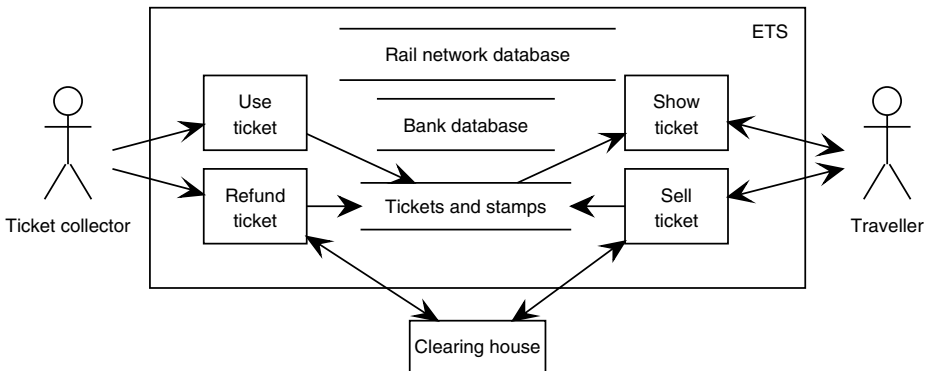 ETS
Rail network database
Use
ticket
Bank database
Show
ticket
Refund
ticket
Tickets and stamps
Sell
ticket
Ticket collector
Traveller
Clearing house